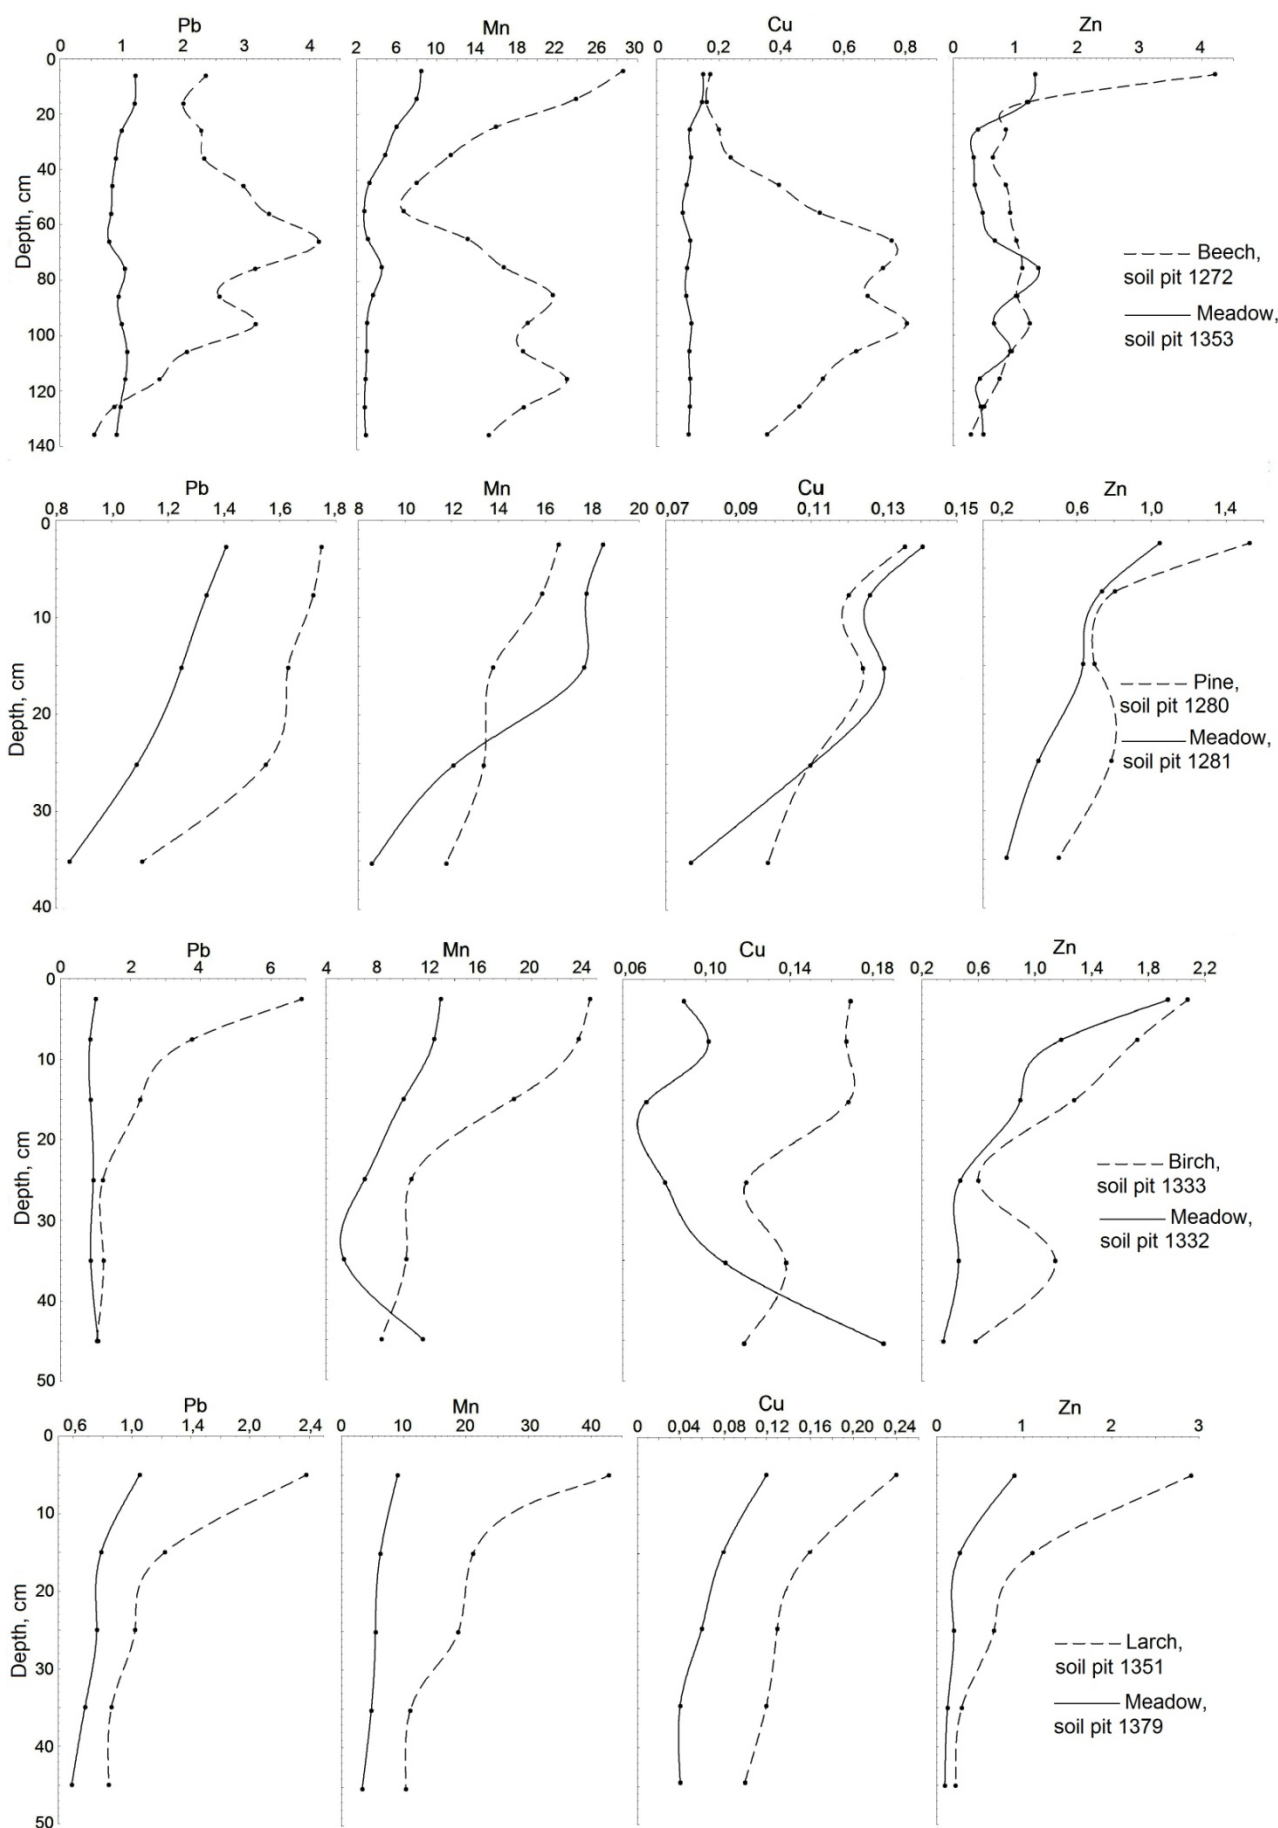 Pb Mn Cu Zn
0 1 2 3 4 2 6 10 14 18 22 26 30 0 0,2 0,4 0,6 0,8 0 1 2 4
0
20
40
60
80
100
120
140
Depth, cm
Beech,
soil pit 1272
Meadow,
soil pit 1353
Pb Mn Cu Zn
0,8 1,0 1,2 1,4 1,6 1,8 8 10 12 14 16 18 20 0,07 0,09 0,11 0,13 0,15 0,2 0,6 1,0 1,4
0
10
20
30
40
Depth, cm
Pine,
soil pit 1280
Meadow,
soil pit 1281
Pb Mn Cu Zn
0 2 4 6 4 8 12 16 20 24 0,06 0,10 0,14 0,18 0,2 0,6 1,0 1,4 1,8 2,2
0
10
20
30
40
50
Depth, cm
Birch,
soil pit 1333
Meadow,
soil pit 1332
Pb Mn Cu Zn
0,6 1,0 1,4 2,0 2,4 0 10 20 30 40 0 0,04 0,08 0,12 0,16 0,20 0,24 0 1 2 3
0
10
20
30
40
50
Depth, cm
Larch,
soil pit 1351
Meadow,
soil pit 1379